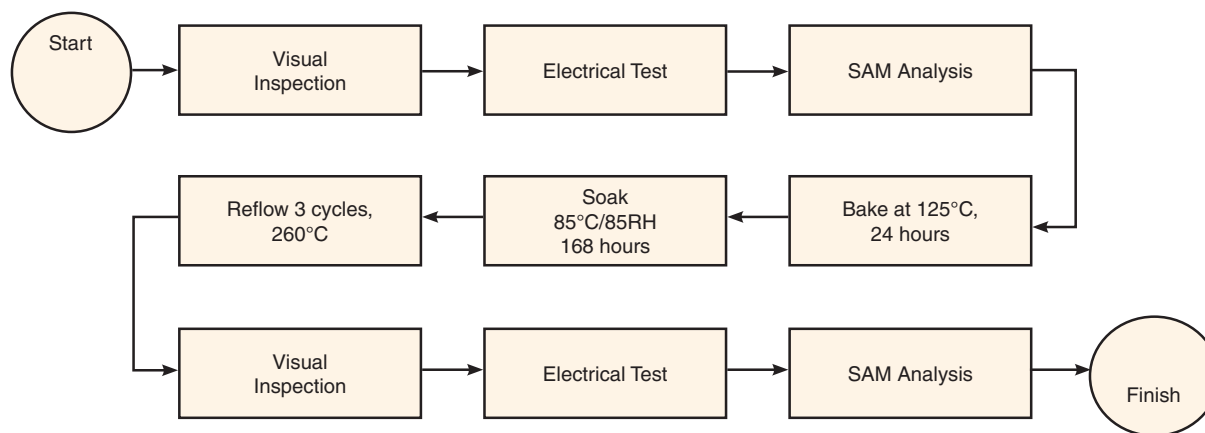 Start
Visual
Inspection
Electrical Test
SAM Analysis
Bake at 125°C,
24 hours
Soak
85°C/85RH
168 hours
Reflow 3 cycles,
260°C
Visual
Inspection
Electrical Test
SAM Analysis
Finish